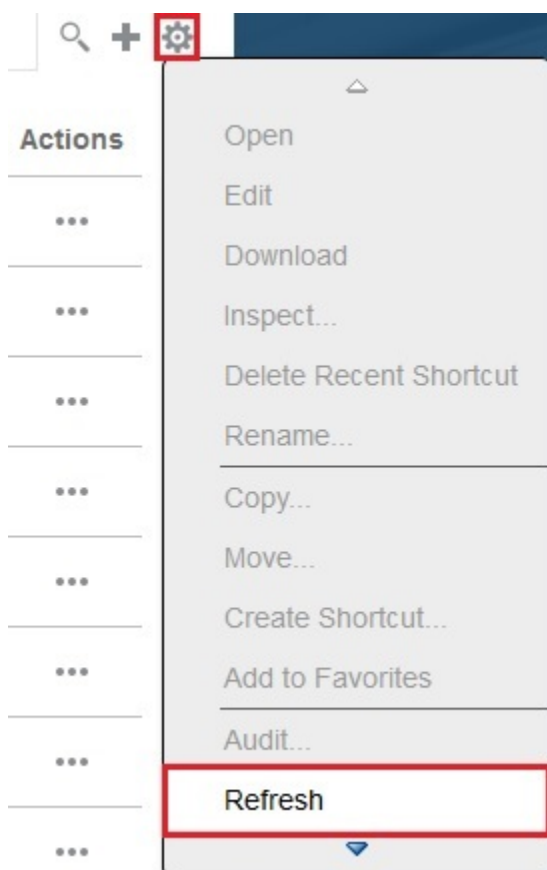 Actions
Open
Edit
Download
Inspect...
Delete Recent Shortcut
Rename...
Copy...
Move...
Create Shortcut...
Add to Favorites
Audit...
Refresh